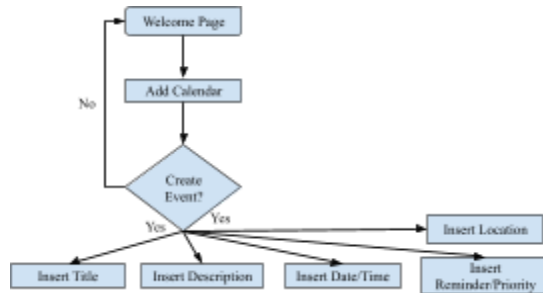 Welcome Page
Add Calendar
No
Create
Event?
Yes
Yes
Insert Location
Insert Title
Insert Description
Insert Date/Time
Insert
Reminder/Priority